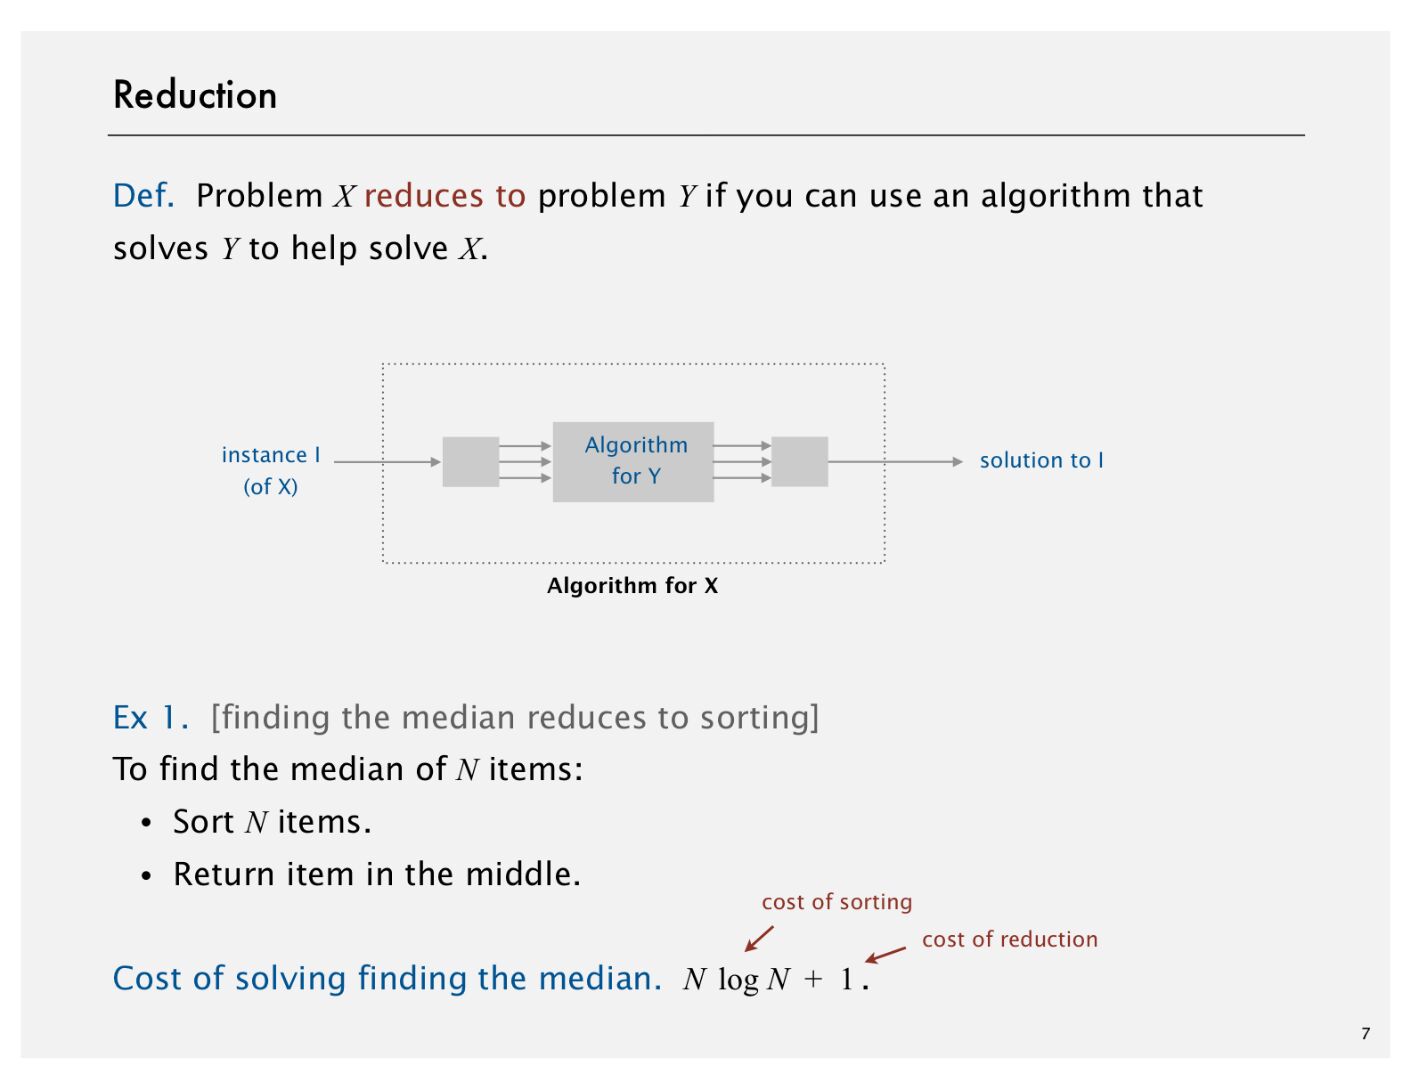 Reduction
Def. Problem X reduces to problem Y if you can use an algorithm that
solves Y to help solve X.
instance I
(of X)
Algorithm
for Y
solution to I
Algorithm for X
Ex 1. [finding the median reduces to sorting]
To find the median of N items:
• Sort N items.
• Return item in the middle.
cost of sorting
cost of reduction
Cost of solving finding the median. N log N + 1 .
7